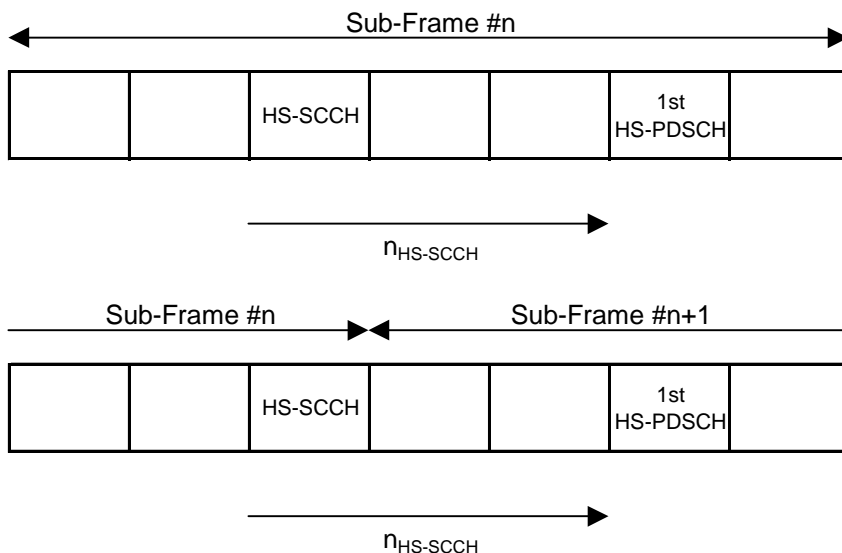 Sub-Frame #n
HS-SCCH
1st
HS-PDSCH
nHS-SCCH
Sub-Frame #n
Sub-Frame #n+1
HS-SCCH
1st
HS-PDSCH
nHS-SCCH